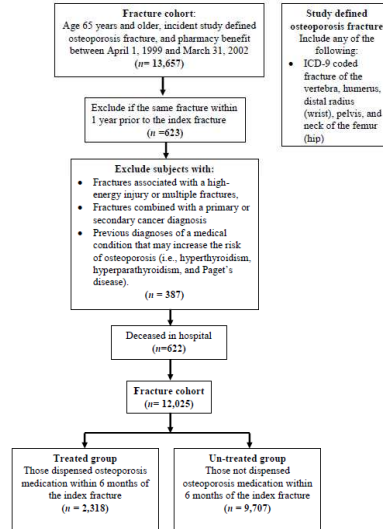 Fracture cohort:
Age 65 years and older, incident study defined
osteoporosis fracture, and pharmacy benefit
between April 1, 1999 and March 31, 2002
(n= 13,657)
Study defined
osteoporosis fracture
Include any of the
following:
• ICD-9 coded
fracture of the
vertebra, humerus,
distal radius
(wrist), pelvis, and
neck of the femur
(hip)
Exclude if the same fracture within
1 year prior to the index fracture
(n =623)
Exclude subjects with:
• Fractures associated with a high-
energy injury or multiple fractures,
• Fractures combined with a primary or
secondary cancer diagnosis
• Previous diagnoses of a medical
condition that may increase the risk
of osteoporosis (i.e., hyperthyroidism,
hyperparathyroidism, and Paget's
disease).
(n = 387)
Deceased in hospital
(n=622)
Fracture cohort
(n= 12,025)
Treated group
Those dispensed osteoporosis
medication within 6 months of
the index fracture
(n = 2,318)
Un-treated group
Those not dispensed
osteoporosis medication within
6 months of the index fracture
(n = 9,707)